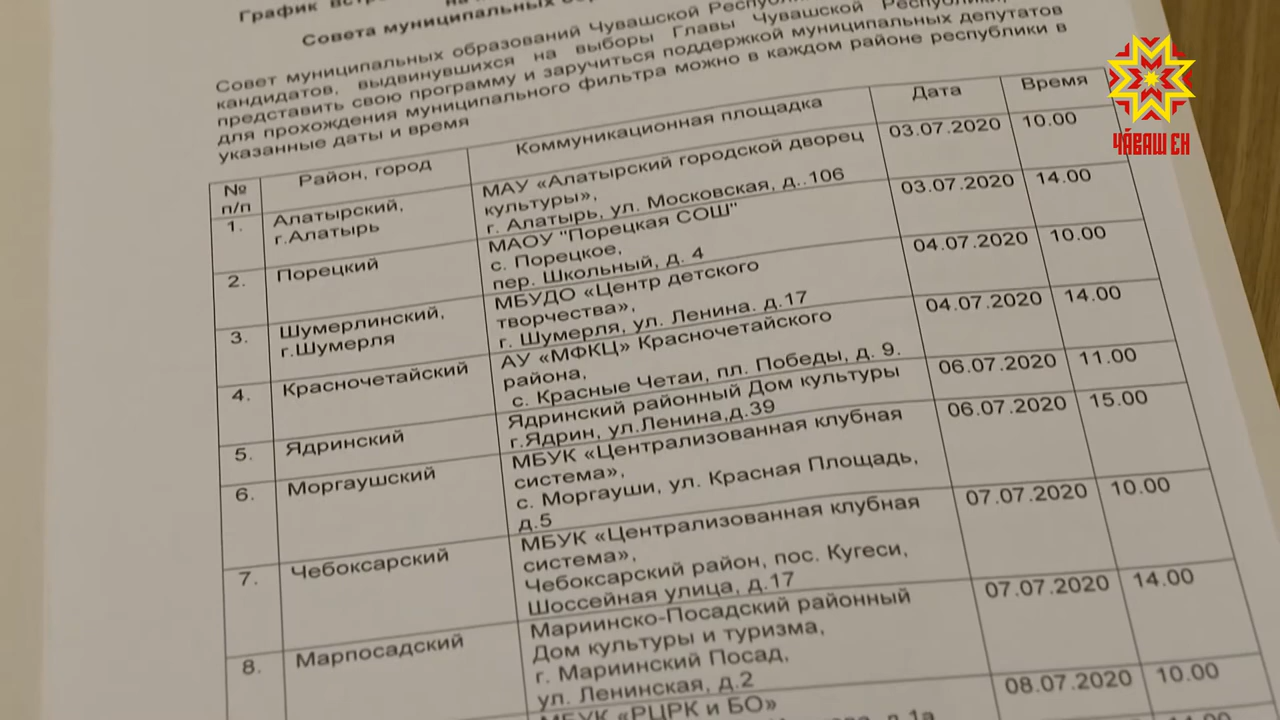 График
Совета муниципальных
Совет муниципальных образований Чувашской
кандидатов, выдвинувшихся на выборы Главы Чувашской Республики,
представить свою программу и заручиться поддержкой муниципальных депутатов
для прохождения муниципального фильтра можно в каждом районе республики в
указанные даты и время
№ п/п Район, город Коммуникационная площадка Дата Время
1. Алатырский, г.Алатырь МАУ «Алатырский городской дворец 03.07.2020 10.00
культуры»,
г. Алатырь, ул. Московская, д..106
2. Порецкий МАОУ "Порецкая СОШ" 03.07.2020 14.00
с. Порецкое,
пер. Школьный, д. 4
3. Шумерлинский, г.Шумерля МБУДО «Центр детского 04.07.2020 10.00
творчества»,
г. Шумерля, ул. Ленина. д.17
4. Красночетайский АУ «МФКЦ» Красночетайского 04.07.2020 14.00
района,
с. Красные Четаи, пл. Победы, д. 9.
5. Ядринский Ядринский районный Дом культуры 06.07.2020 11.00
г.Ядрин, ул.Ленина,д.39
6. Моргаушский МБУК «Централизованная клубная 06.07.2020 15.00
система»,
с. Моргауши, ул. Красная Площадь,
д.5
7. Чебоксарский МБУК «Централизованная клубная 07.07.2020 10.00
система»,
Чебоксарский район, пос. Кугеси,
Шоссейная улица, д.17
8. Марпосадский Мариинско-Посадский районный 07.07.2020 14.00
Дом культуры и туризма,
г. Мариинский Посад,
ул. Ленинская, д.2
МБУК «РЦРК и БО» 08.07.2020 10.00
д.1а
ЧӐВАШ ЕН